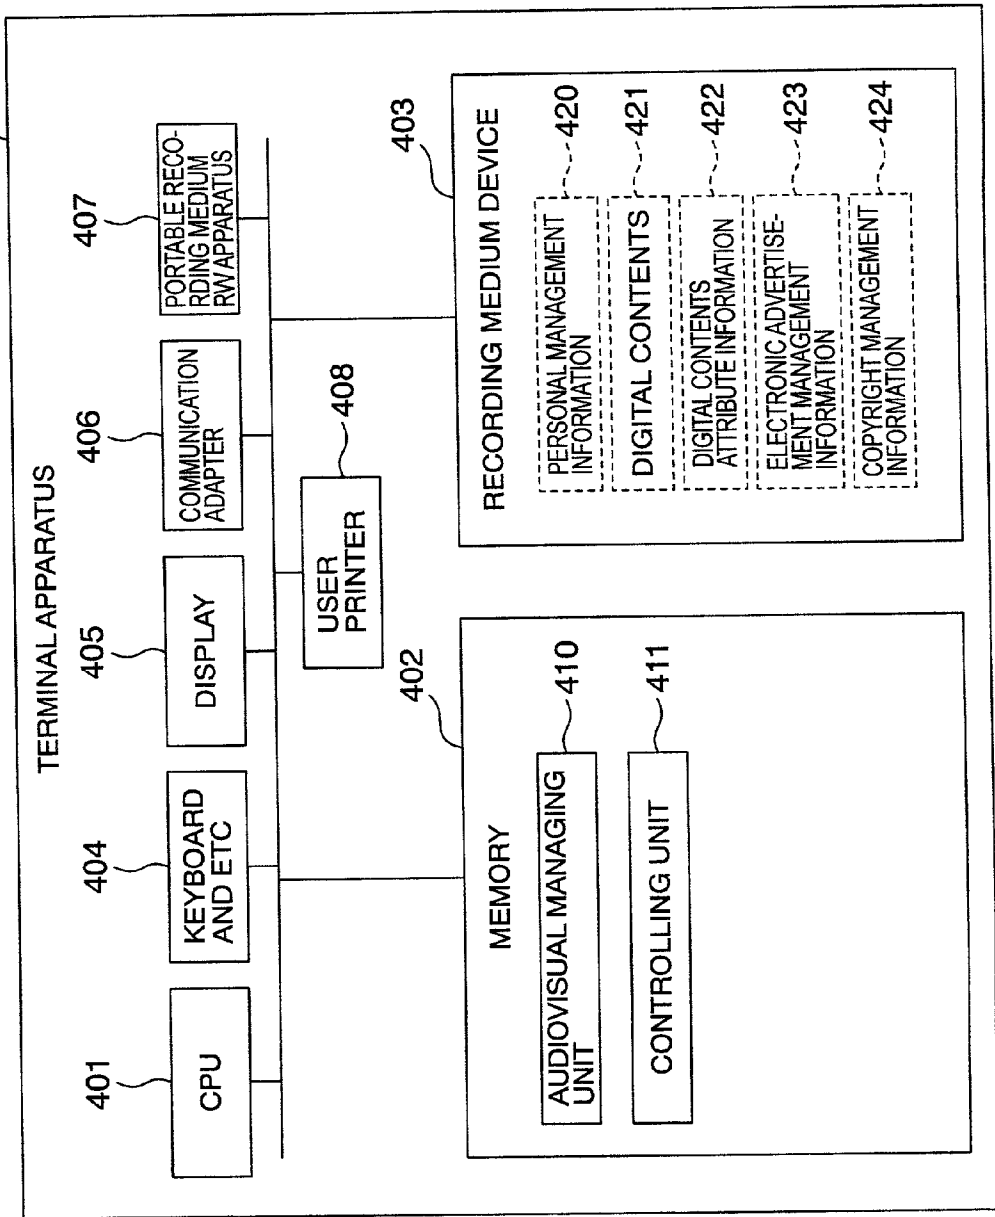 TERMINAL APPARATUS
401
CPU
404
KEYBOARD
AND ETC
405
DISPLAY
406
COMMUNICATION
ADAPTER
407
PORTABLE RECO-
RDING MEDIUM
RW APPARATUS
USER
PRINTER
408
402
MEMORY
AUDIOVISUAL MANAGING
UNIT
410
CONTROLLING UNIT
411
403
RECORDING MEDIUM DEVICE
PERSONAL MANAGEMENT
INFORMATION
420
DIGITAL CONTENTS
421
DIGITAL CONTENTS
ATTRIBUTE INFORMATION
422
ELECTRONIC ADVERTISE-
MENT MANAGEMENT
INFORMATION
423
COPYRIGHT MANAGEMENT
INFORMATION
424